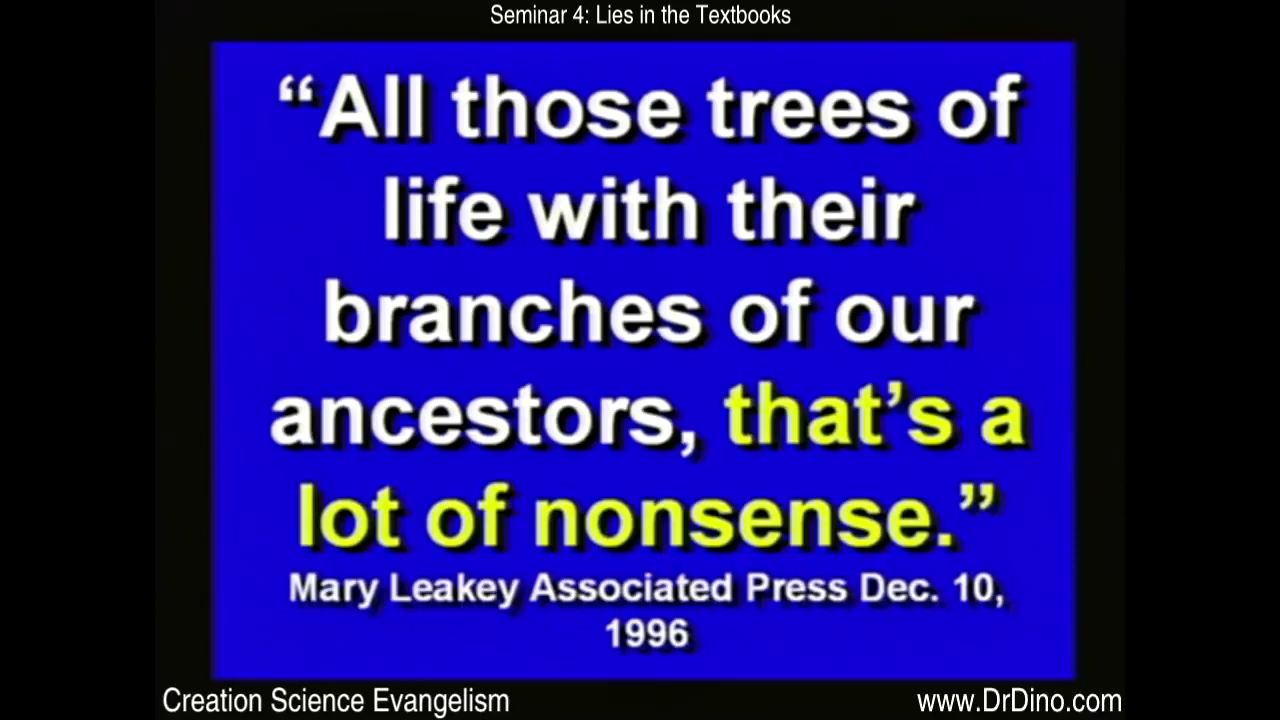 Seminar 4: Lies in the Textbooks
“All those trees of
life with their
branches of our
ancestors, that’s a
lot of nonsense.”
Mary Leakey Associated Press Dec. 10,
1996
Creation Science Evangelism
www.DrDino.com